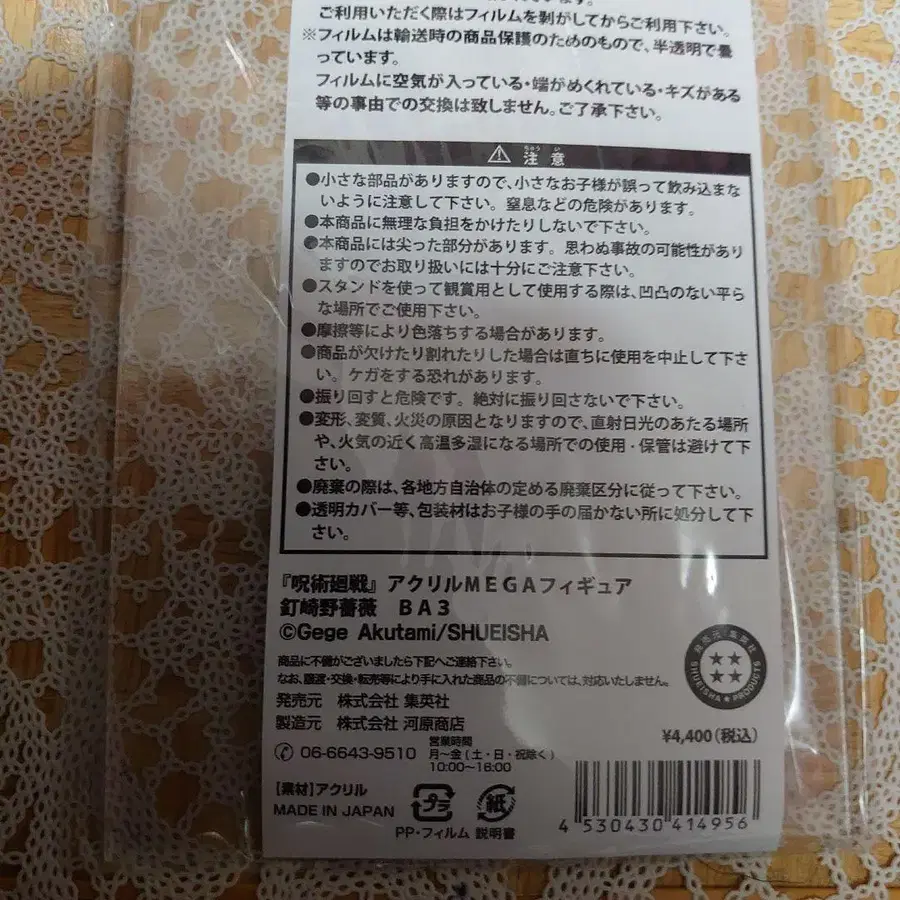 ご利用いただく際はフィルムを剥がしてからご利用下さい。
※フィルムは輸送時の商品保護のためのもので、半透明で曇
っています。
フィルムに空気が入っている・端がめくれている・キズがある
等の事由での交換は致しません。ご了承下さい。
⚠ 注意
ちゅう い
●小さな部品がありますので、小さなお子様が誤って飲み込まな
いように注意して下さい。窒息などの危険があります。
●本商品に無理な負担をかけたりしないで下さい。
●本商品には尖った部分があります。思わぬ事故の可能性があり
ますのでお取り扱いには十分にご注意下さい。
●スタンドを使って観賞用として使用する際は、凹凸のない平ら
な場所でご使用下さい。
●摩擦等により色落ちする場合があります。
●商品が欠けたり割れたりした場合は直ちに使用を中止して下さ
い。ケガをする恐れがあります。
●振り回すと危険です。絶対に振り回さないで下さい。
●変形、変質、火災の原因となりますので、直射日光のあたる場所
や、火気の近く高温多湿になる場所での使用・保管は避けて下
さい。
●廃棄の際は、各地方自治体の定める廃棄区分に従って下さい。
●透明カバー等、包装材はお子様の手の届かない所に処分して下
さい。
『呪術廻戦』アクリルMEGAフィギュア
釘崎野薔薇 BA3
©Gege Akutami/SHUEISHA
商品に不備がございましたら下記へご連絡下さい。
なお、譲渡・交換・転売等により手に入れた商品の不備については、対応いたしません。
発売元 株式会社 集英社
製造元 株式会社 河原商店
06-6643-9510
営業時間
月〜金(土・日・祝除く)
10:00〜16:00
発売元 集英社
SHUEISHA★PRODUCTS
¥4,400(税込)
【素材】アクリル
MADE IN JAPAN
プラ
PP・フィルム
紙
説明書
4 530430 414956